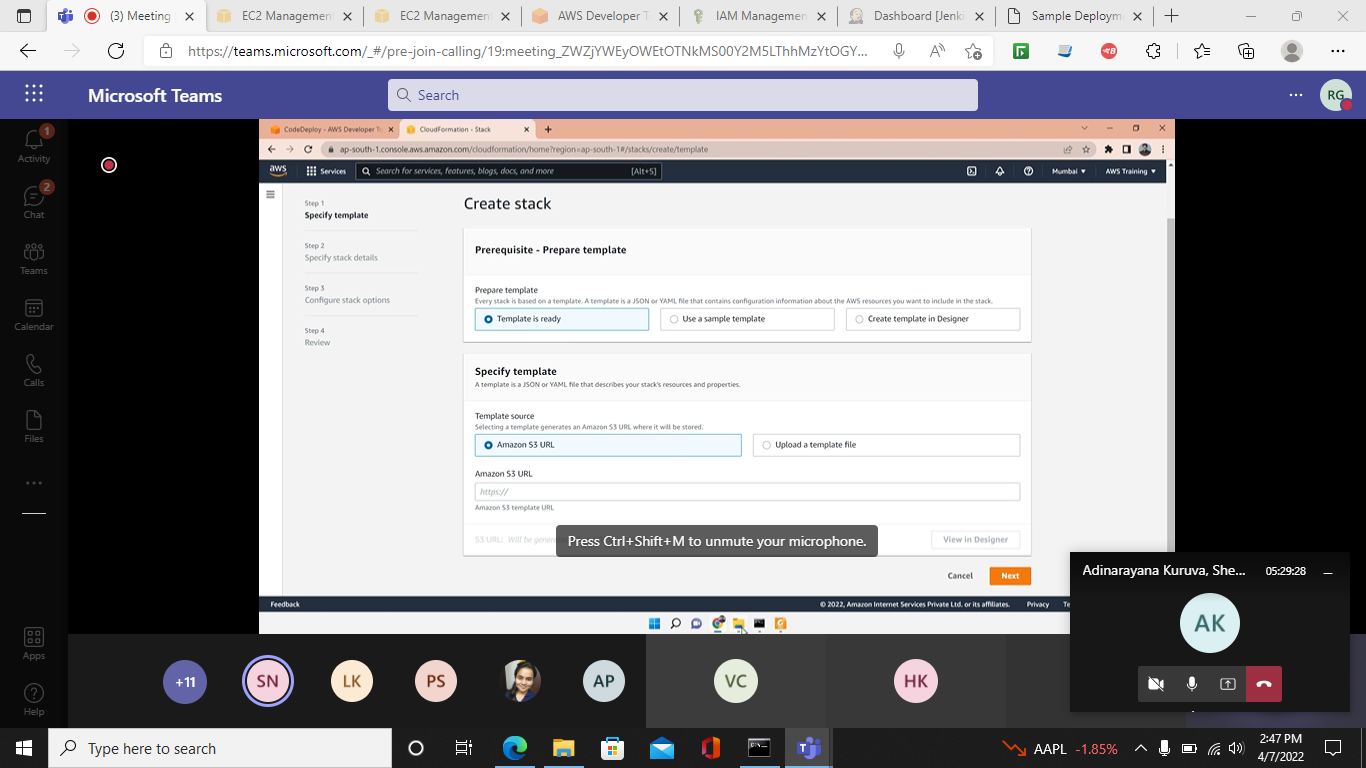 (3) Meeting
EC2 Management
EC2 Management
AWS Developer T
IAM Managemen
Dashboard [Jenki
Sample Deploym
https://teams.microsoft.com/_#/pre-join-calling/19:meeting_ZWZjYWEyOWEtOTNkMS00Y2M5LThhMzYtOGY...
Microsoft Teams
Search
RG
Activity
1
Chat
2
Teams
Calendar
Calls
Files
Apps
Help
CodeDeploy - AWS Developer To
CloudFormation - Stack
ap-south-1.console.aws.amazon.com/cloudformation/home?region=ap-south-1#/stacks/create/template
aws
Services
Search for services, features, blogs, docs, and more
[Alt+S]
Mumbai
AWS Training
Step 1
Specify template
Step 2
Specify stack details
Step 3
Configure stack options
Step 4
Review
Create stack
Prerequisite - Prepare template
Prepare template
Every stack is based on a template. A template is a JSON or YAML file that contains configuration information about the AWS resources you want to include in the stack.
Template is ready
Use a sample template
Create template in Designer
Specify template
A template is a JSON or YAML file that describes your stack's resources and properties.
Template source
Selecting a template generates an Amazon S3 URL where it will be stored.
Amazon S3 URL
Upload a template file
Amazon S3 URL
https://
Amazon S3 template URL
S3 URL: Will be gener
Press Ctrl+Shift+M to unmute your microphone.
View in Designer
Cancel
Next
Feedback
© 2022, Amazon Internet Services Private Ltd. or its affiliates.
Privacy
Te
Adinarayana Kuruva, She...
05:29:28
AK
+11
SN
LK
PS
AP
VC
HK
Type here to search
AAPL -1.85%
2:47 PM
4/7/2022